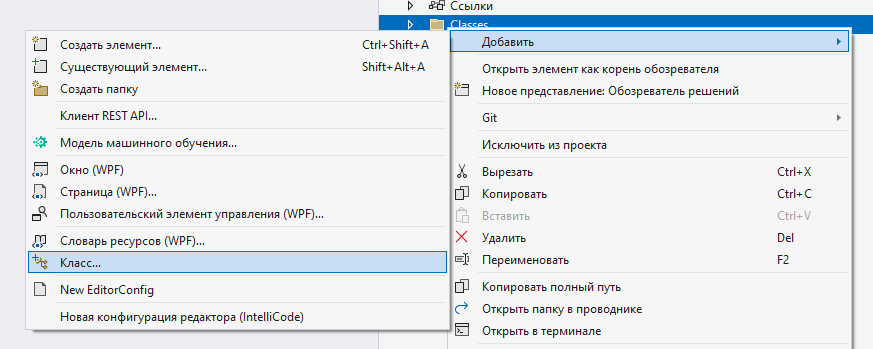 Ссылки
Classes
Создать элемент... Ctrl+Shift+A
Существующий элемент... Shift+Alt+A
Создать папку
Клиент REST API...
Модель машинного обучения...
Окно (WPF)
Страница (WPF)...
Пользовательский элемент управления (WPF)...
Словарь ресурсов (WPF)...
Класс...
New EditorConfig
Новая конфигурация редактора (IntelliCode)
Добавить
Открыть элемент как корень обозревателя
Новое представление: Обозреватель решений
Git
Исключить из проекта
Вырезать Ctrl+X
Копировать Ctrl+C
Вставить Ctrl+V
Удалить Del
Переименовать F2
Копировать полный путь
Открыть папку в проводнике
Открыть в терминале